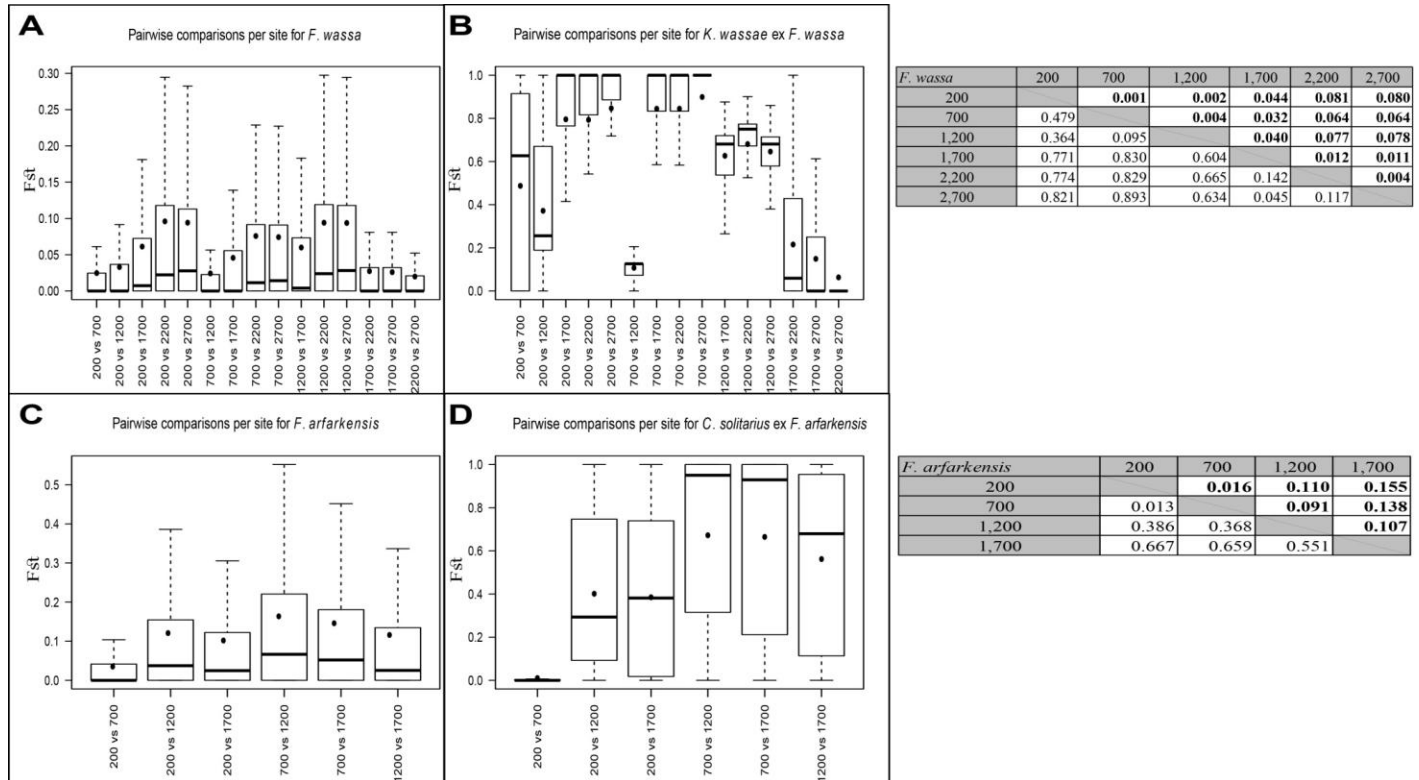 A
Pairwise comparisons per site for F. wassa
Fst
0.30
0.25
0.20
0.15
0.10
0.05
0.00
200 vs 700
200 vs 1200
200 vs 1700
200 vs 2200
200 vs 2700
700 vs 1200
700 vs 1700
700 vs 2200
700 vs 2700
1200 vs 1700
1200 vs 2200
1200 vs 2700
1700 vs 2200
1700 vs 2700
2200 vs 2700
B
Pairwise comparisons per site for K. wassae ex F. wassa
Fst
1.0
0.8
0.6
0.4
0.2
0.0
200 vs 700
200 vs 1200
200 vs 1700
200 vs 2200
200 vs 2700
700 vs 1200
700 vs 1700
700 vs 2200
700 vs 2700
1200 vs 1700
1200 vs 2200
1200 vs 2700
1700 vs 2200
1700 vs 2700
2200 vs 2700
F. wassa 200 700 1,200 1,700 2,200 2,700
200 0.001 0.002 0.044 0.081 0.080
700 0.479 0.004 0.032 0.064 0.064
1,200 0.364 0.095 0.040 0.077 0.078
1,700 0.771 0.830 0.604 0.012 0.011
2,200 0.774 0.829 0.665 0.142 0.004
2,700 0.821 0.893 0.634 0.045 0.117
C
Pairwise comparisons per site for F. arfarkensis
Fst
0.5
0.4
0.3
0.2
0.1
0.0
200 vs 700
200 vs 1200
200 vs 1700
700 vs 1200
700 vs 1700
1200 vs 1700
D
Pairwise comparisons per site for C. solitarius ex F. arfarkensis
Fst
1.0
0.8
0.6
0.4
0.2
0.0
200 vs 700
200 vs 1200
200 vs 1700
700 vs 1200
700 vs 1700
1200 vs 1700
F. arfarkensis 200 700 1,200 1,700
200 0.016 0.110 0.155
700 0.013 0.091 0.138
1,200 0.386 0.368 0.107
1,700 0.667 0.659 0.551